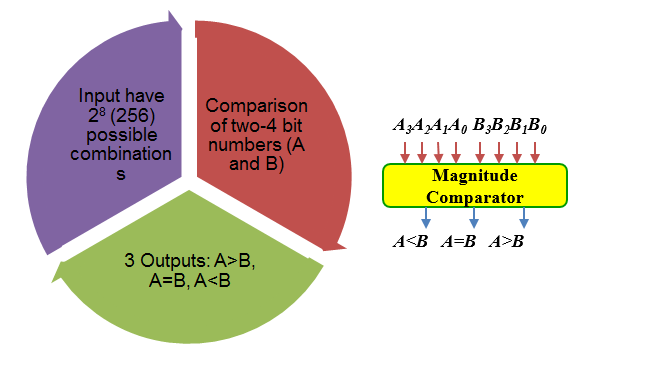 Input have
2⁸ (256)
possible
combination
s
Comparison
of two-4 bit
numbers (A
and B)
3 Outputs: A>B,
A=B, A<B
A₃A₂A₁A₀ B₃B₂B₁B₀
Magnitude
Comparator
A<B A=B A>B